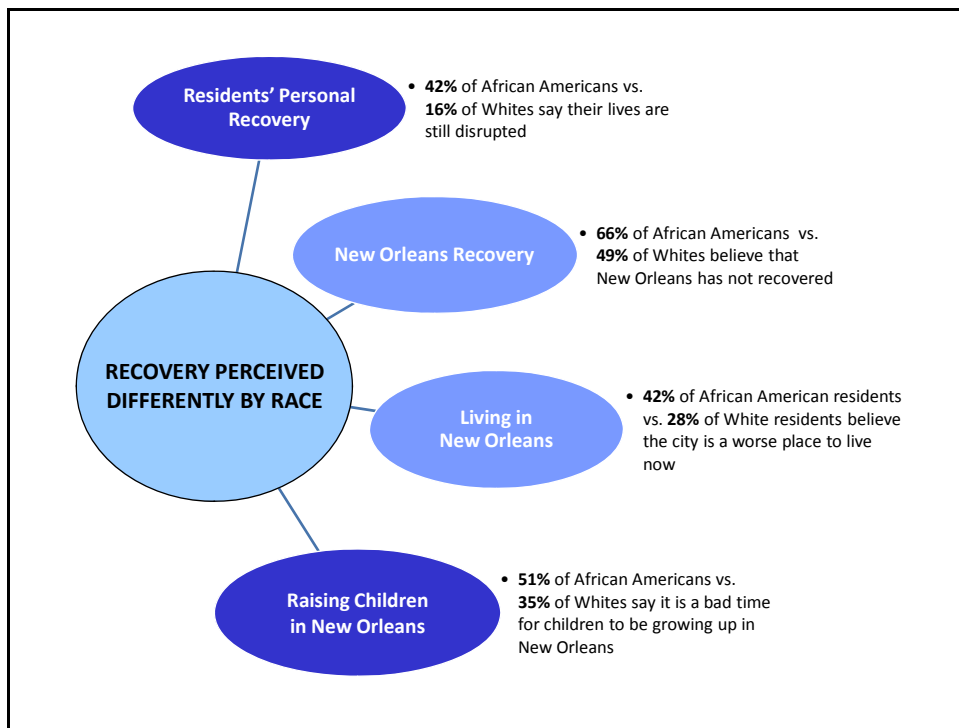 Residents' Personal
Recovery
• 42% of African Americans vs.
16% of Whites say their lives are
still disrupted
New Orleans Recovery
• 66% of African Americans  vs.
49% of Whites believe that
New Orleans has not recovered
RECOVERY PERCEIVED
DIFFERENTLY BY RACE
Living in
New Orleans
• 42% of African American residents
vs. 28% of White residents believe
the city is a worse place to live
now
Raising Children
in New Orleans
• 51% of African Americans vs.
35% of Whites say it is a bad time
for children to be growing up in
New Orleans